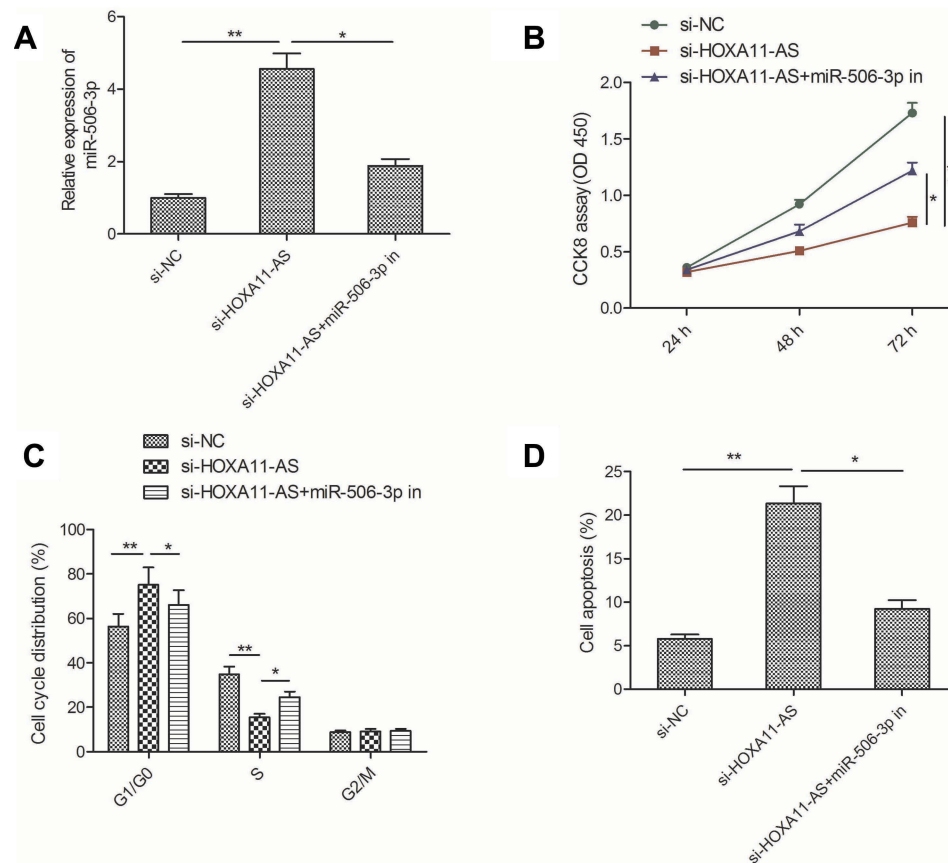 A
Relative expression of
miR-506-3p
6
4
2
0
**
*
si-NC
si-HOXA11-AS
si-HOXA11-AS+miR-506-3p in
B
si-NC
si-HOXA11-AS
si-HOXA11-AS+miR-506-3p in
CCK8 assay (OD 450)
2.0
1.5
1.0
0.5
0.0
*
24 h
48 h
72 h
C
si-NC
si-HOXA11-AS
si-HOXA11-AS+miR-506-3p in
Cell cycle distribution (%)
100
80
60
40
20
0
**
*
**
*
G1/G0
S
G2/M
D
Cell apoptosis (%)
25
20
15
10
5
0
**
*
si-NC
si-HOXA11-AS
si-HOXA11-AS+miR-506-3p in